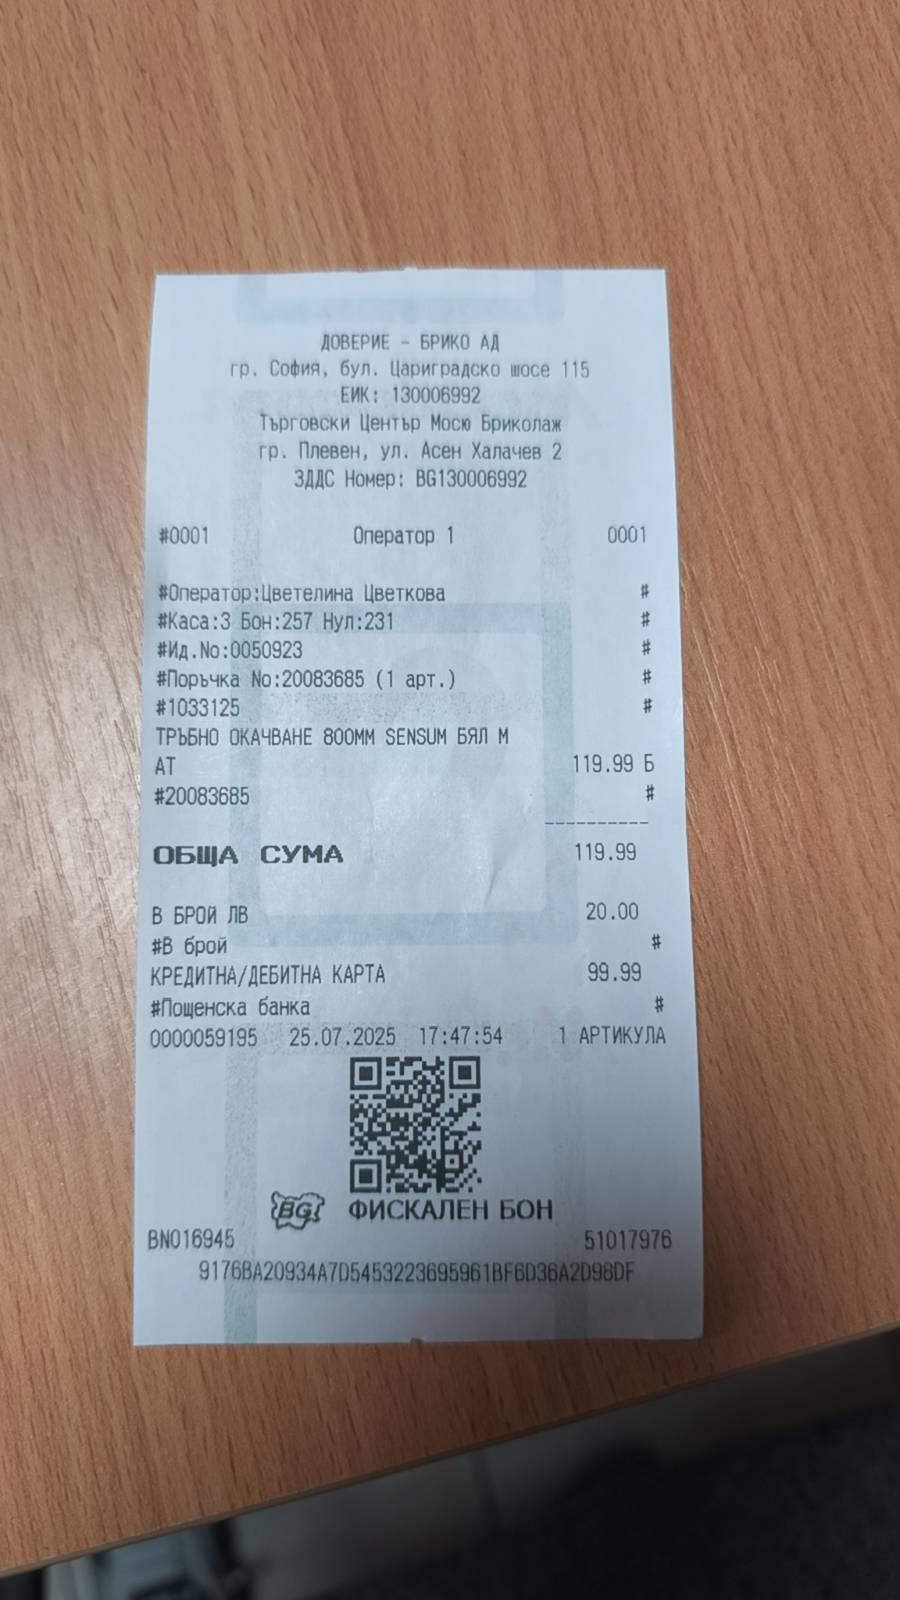 ДОВЕРИЕ - БРИКО АД
гр. София, бул. Цариградско шосе 115
ЕИК: 130006992
Търговски Център Мосю Бриколаж
гр. Плевен, ул. Асен Халачев 2
ЗДДС Номер: BG130006992
#0001 Оператор 1 0001
#Оператор:Цветелина Цветкова #
#Каса:3 Бон:257 Нул:231 #
#Ид.No:0050923 #
#Поръчка No:20083685 (1 арт.) #
#1033125 #
ТРЪБНО ОКАЧВАНЕ 800ММ SENSUM БЯЛ М
АТ 119.99 Б
#20083685 #
----------
ОБЩА СУМА 119.99
В БРОЙ ЛВ 20.00
#В брой #
КРЕДИТНА/ДЕБИТНА КАРТА 99.99
#Пощенска банка #
0000059195 25.07.2025 17:47:54 1 АРТИКУЛА
BG ФИСКАЛЕН БОН
BN016945 51017976
9176BA20934A7D5453223695961BF6D36A2D98DF